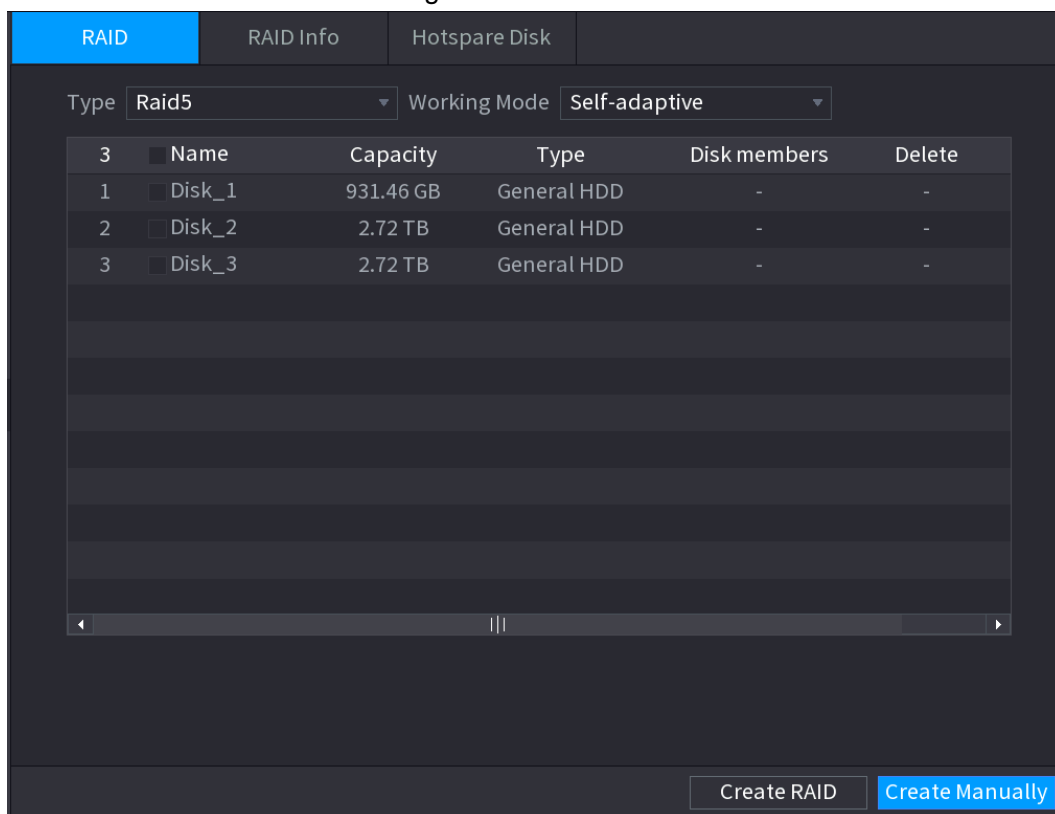 RAID RAID Info Hotspare Disk
Type Raid5 Working Mode Self-adaptive
3 Name Capacity Type Disk members Delete
1 Disk_1 931.46 GB General HDD - -
2 Disk_2 2.72 TB General HDD - -
3 Disk_3 2.72 TB General HDD - -
Create RAID Create Manually